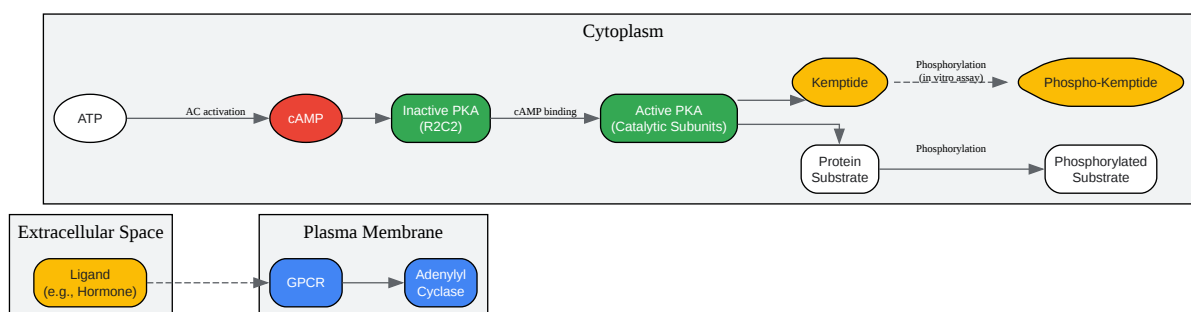 Cytoplasm
ATP
AC activation
cAMP
Inactive PKA
(R2C2)
cAMP binding
Active PKA
(Catalytic Subunits)
Kemptide
Phosphorylation
(in vitro assay)
Phospho-Kemptide
Protein
Substrate
Phosphorylation
Phosphorylated
Substrate
Extracellular Space
Ligand
(e.g., Hormone)
Plasma Membrane
GPCR
Adenylyl
Cyclase